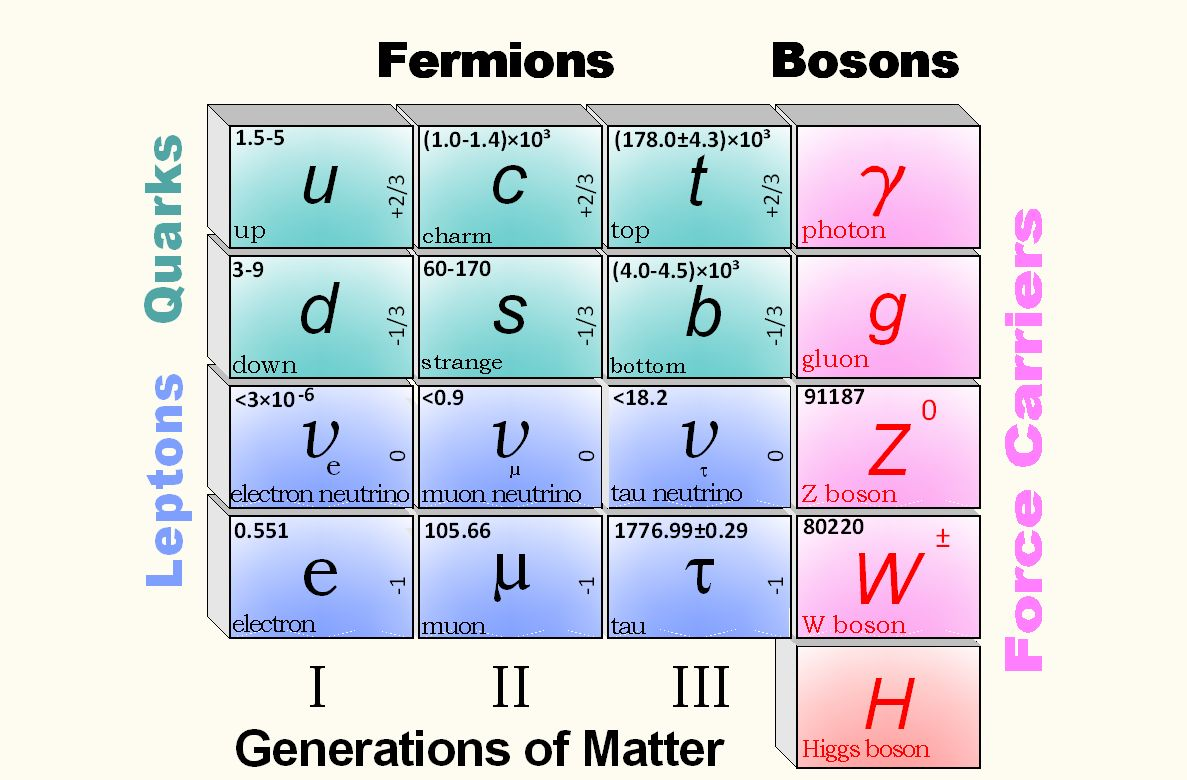 Fermions
Bosons
Quarks
Leptons
Force Carriers
1.5-5
u
+2/3
up
(1.0-1.4)×10³
c
+2/3
charm
(178.0±4.3)×10³
t
+2/3
top
γ
photon
3-9
d
-1/3
down
60-170
s
-1/3
strange
(4.0-4.5)×10³
b
-1/3
bottom
g
gluon
<3×10⁻⁶
νe
0
electron neutrino
<0.9
νμ
0
muon neutrino
<18.2
ντ
0
tau neutrino
91187
Z⁰
Z boson
0.551
e
-1
electron
105.66
μ
-1
muon
1776.99±0.29
τ
-1
tau
80220
W±
W boson
H
Higgs boson
I
II
III
Generations of Matter